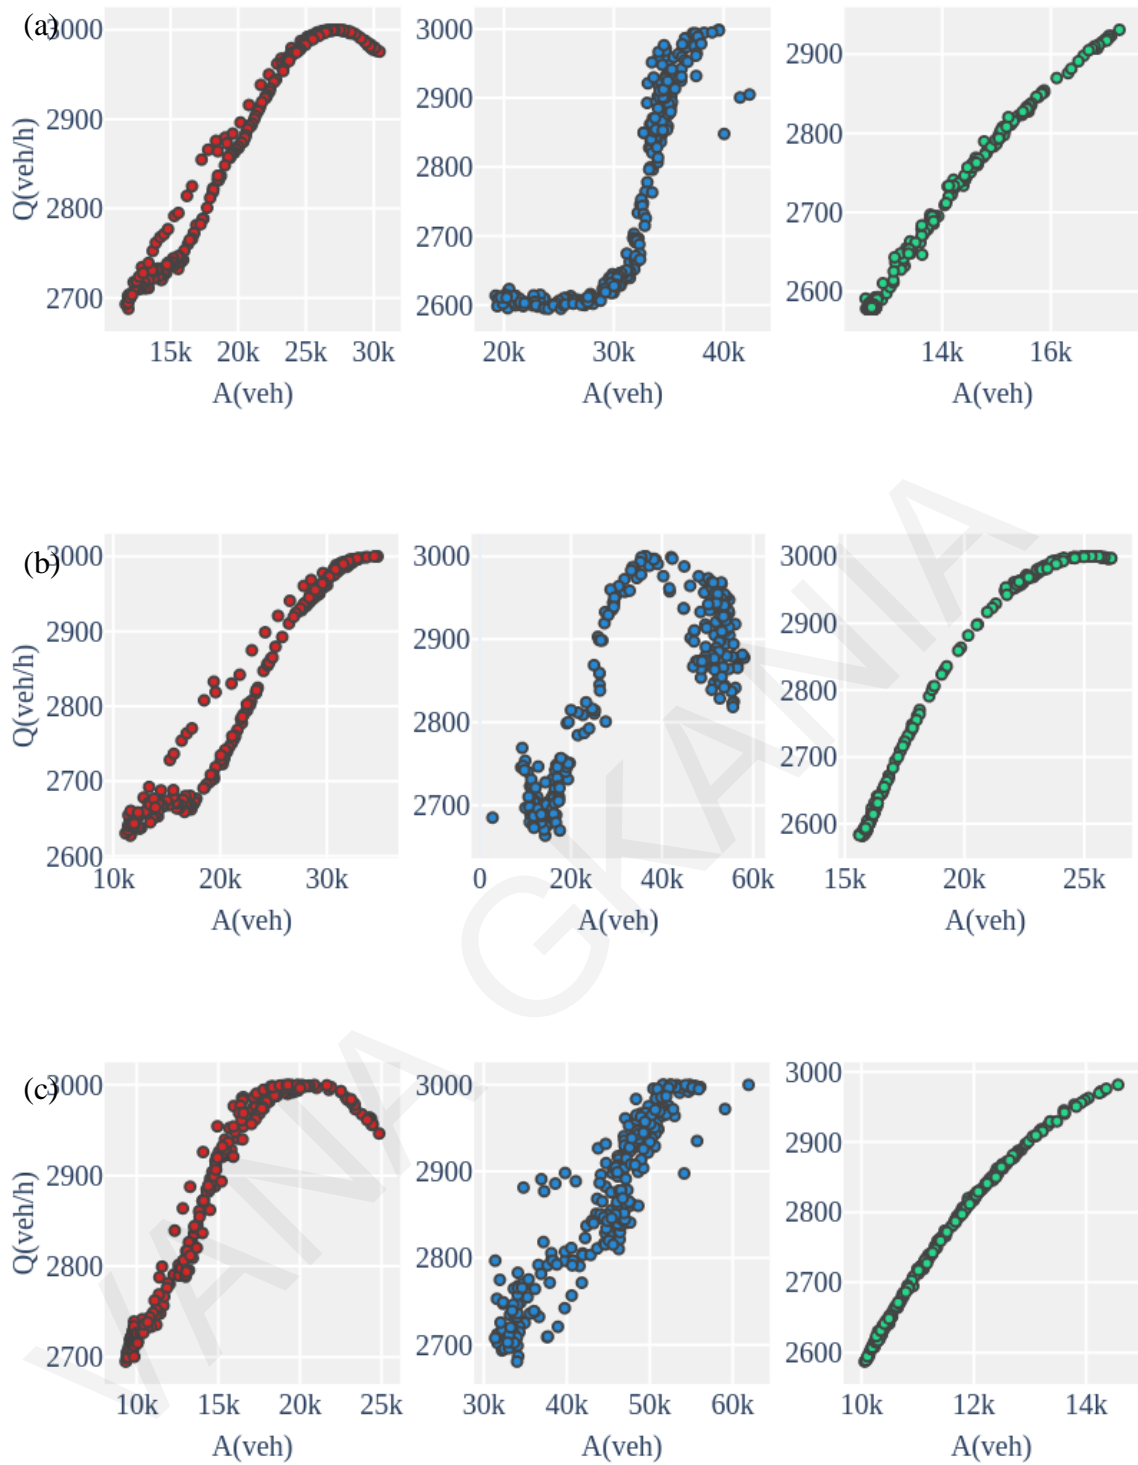 (a)
3000
2900
2800
2700
Q(veh/h)
15k 20k 25k 30k
A(veh)
3000
2900
2800
2700
2600
20k 30k 40k
A(veh)
2900
2800
2700
2600
14k 16k
A(veh)
(b)
3000
2900
2800
2700
2600
Q(veh/h)
10k 20k 30k
A(veh)
3000
2900
2800
2700
0 20k 40k 60k
A(veh)
3000
2900
2800
2700
2600
15k 20k 25k
A(veh)
(c)
3000
2900
2800
2700
Q(veh/h)
10k 15k 20k 25k
A(veh)
3000
2900
2800
2700
30k 40k 50k 60k
A(veh)
3000
2900
2800
2700
2600
10k 12k 14k
A(veh)
VANIA GKANIA